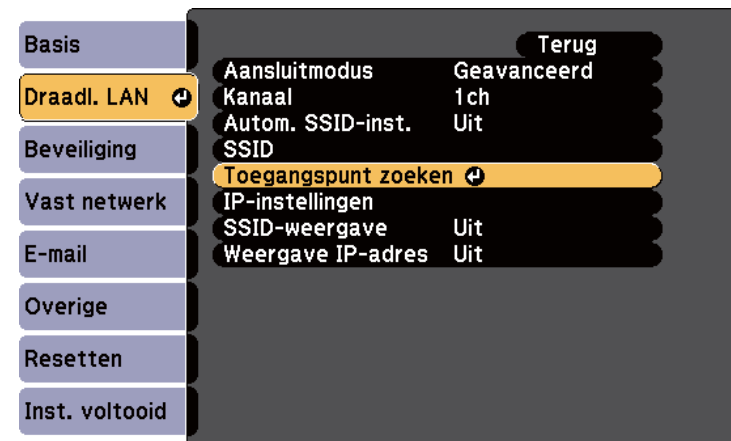 Basis
Draadl. LAN
Beveiliging
Vast netwerk
E-mail
Overige
Resetten
Inst. voltooid
Terug
Aansluitmodus Geavanceerd
Kanaal 1ch
Autom. SSID-inst. Uit
SSID
Toegangspunt zoeken
IP-instellingen
SSID-weergave Uit
Weergave IP-adres Uit